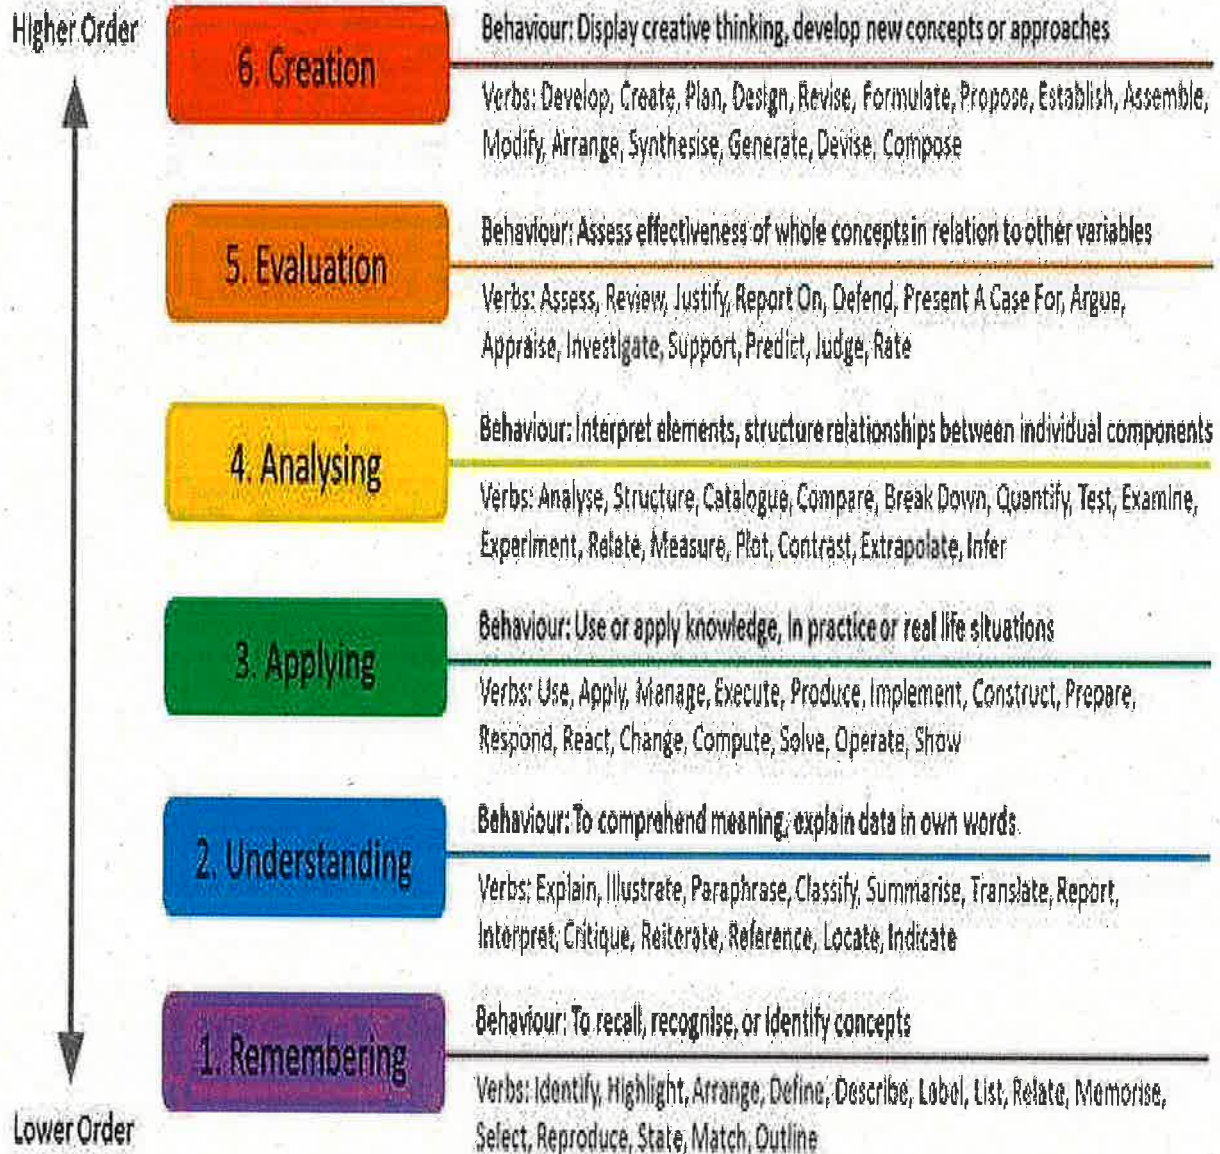 Higher Order
6. Creation
Behaviour: Display creative thinking, develop new concepts or approaches
Verbs: Develop, Create, Plan, Design, Revise, Formulate, Propose, Establish, Assemble,
Modify, Arrange, Synthesise, Generate, Devise, Compose
5. Evaluation
Behaviour: Assess effectiveness of whole concepts in relation to other variables
Verbs: Assess, Review, Justify, Report On, Defend, Present A Case For, Argue,
Appraise, Investigate, Support, Predict, Judge, Rate
4. Analysing
Behaviour: Interpret elements, structure relationships between individual components
Verbs: Analyse, Structure, Catalogue, Compare, Break Down, Quantify, Test, Examine,
Experiment, Relate, Measure, Plot, Contrast, Extrapolate, Infer
3. Applying
Behaviour: Use or apply knowledge, in practice or real life situations
Verbs: Use, Apply, Manage, Execute, Produce, Implement, Construct, Prepare,
Respond, React, Change, Compute, Solve, Operate, Show
2. Understanding
Behaviour: To comprehend meaning, explain data in own words
Verbs: Explain, Illustrate, Paraphrase, Classify, Summarise, Translate, Report,
Interpret, Critique, Reiterate, Reference, Locate, Indicate
1. Remembering
Behaviour: To recall, recognise, or identify concepts
Verbs: Identify, Highlight, Arrange, Define, Describe, Label, List, Relate, Memorise,
Select, Reproduce, State, Match, Outline
Lower Order